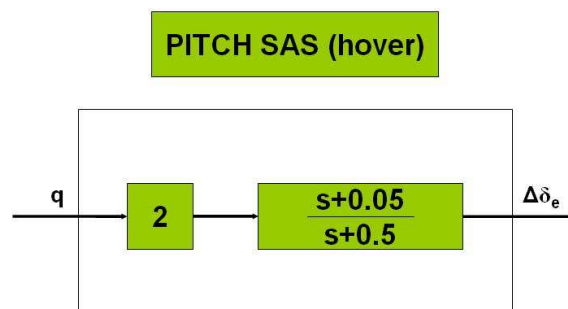 PITCH SAS (hover)
q
2
s+0.05
s+0.5
Δδe